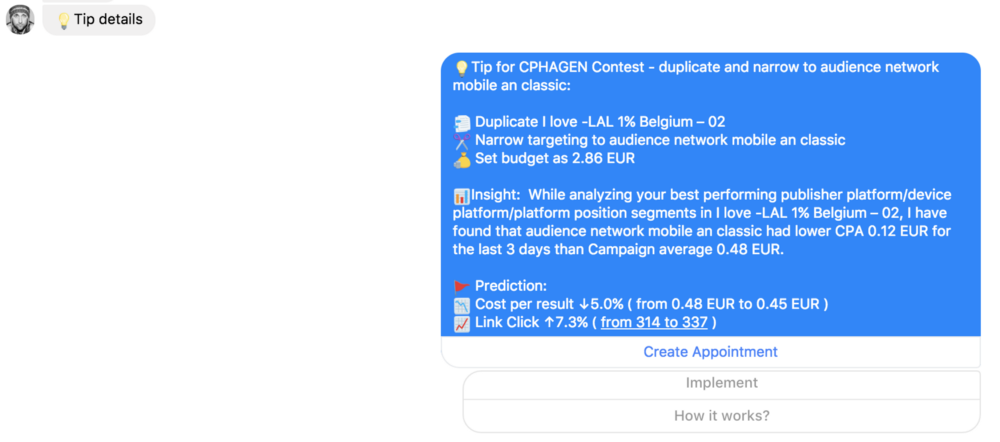 💡Tip details
💡Tip for CPHAGEN Contest - duplicate and narrow to audience network
mobile an classic:
Duplicate I love -LAL 1% Belgium – 02
✂️ Narrow targeting to audience network mobile an classic
💰 Set budget as 2.86 EUR
📊Insight: While analyzing your best performing publisher platform/device
platform/platform position segments in I love -LAL 1% Belgium – 02, I have
found that audience network mobile an classic had lower CPA 0.12 EUR for
the last 3 days than Campaign average 0.48 EUR.
🚩 Prediction:
📉 Cost per result ↓5.0% ( from 0.48 EUR to 0.45 EUR )
📈 Link Click ↑7.3% ( from 314 to 337 )
Create Appointment
Implement
How it works?